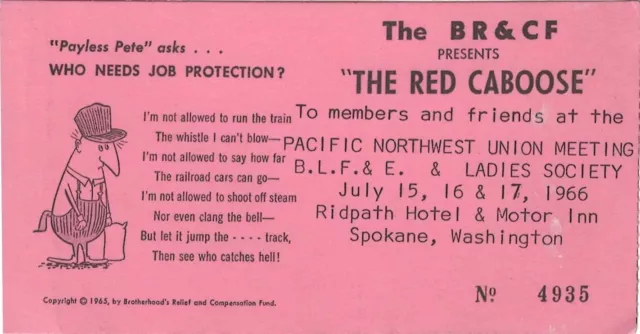 "Payless Pete" asks . . .
WHO NEEDS JOB PROTECTION?
I'm not allowed to run the train
The whistle I can't blow—
I'm not allowed to say how far
The railroad cars can go—
I'm not allowed to shoot off steam
Nor even clang the bell—
But let it jump the - - - - track,
Then see who catches hell!
Copyright © 1965, by Brotherhood's Relief and Compensation Fund.
The BR&CF
PRESENTS
"THE RED CABOOSE"
To members and friends at the
PACIFIC NORTHWEST UNION MEETING
B.L.F.& E. & LADIES SOCIETY
July 15, 16 & 17, 1966
Ridpath Hotel & Motor Inn
Spokane, Washington
No 4935